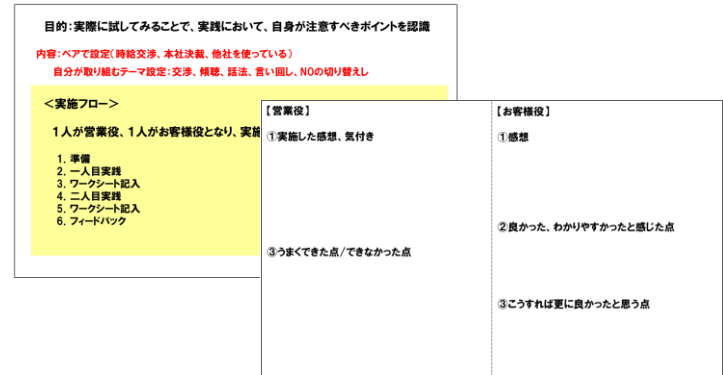 目的：実際に試してみることで、実践において、自身が注意すべきポイントを認識
内容：ペアで設定（時給交渉、本社決裁、他社を使っている）
自分が取り組むテーマ設定：交渉、傾聴、話法、言い回し、NOの切り替えし
＜実施フロー＞
１人が営業役、１人がお客様役となり、実施
1. 準備
2. 一人目実践
3. ワークシート記入
4. 二人目実践
5. ワークシート記入
6. フィードバック
【営業役】
①実施した感想、気付き
③うまくできた点/できなかった点
【お客様役】
①感想
②良かった、わかりやすかったと感じた点
③こうすれば更に良かったと思う点